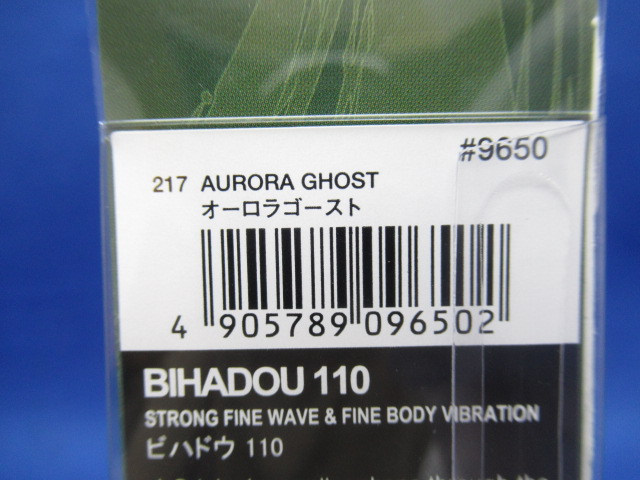 #9650
217 AURORA GHOST
オーロラゴースト
4 905789 096502
BIHADOU 110
STRONG FINE WAVE & FINE BODY VIBRATION
ビハドウ 110